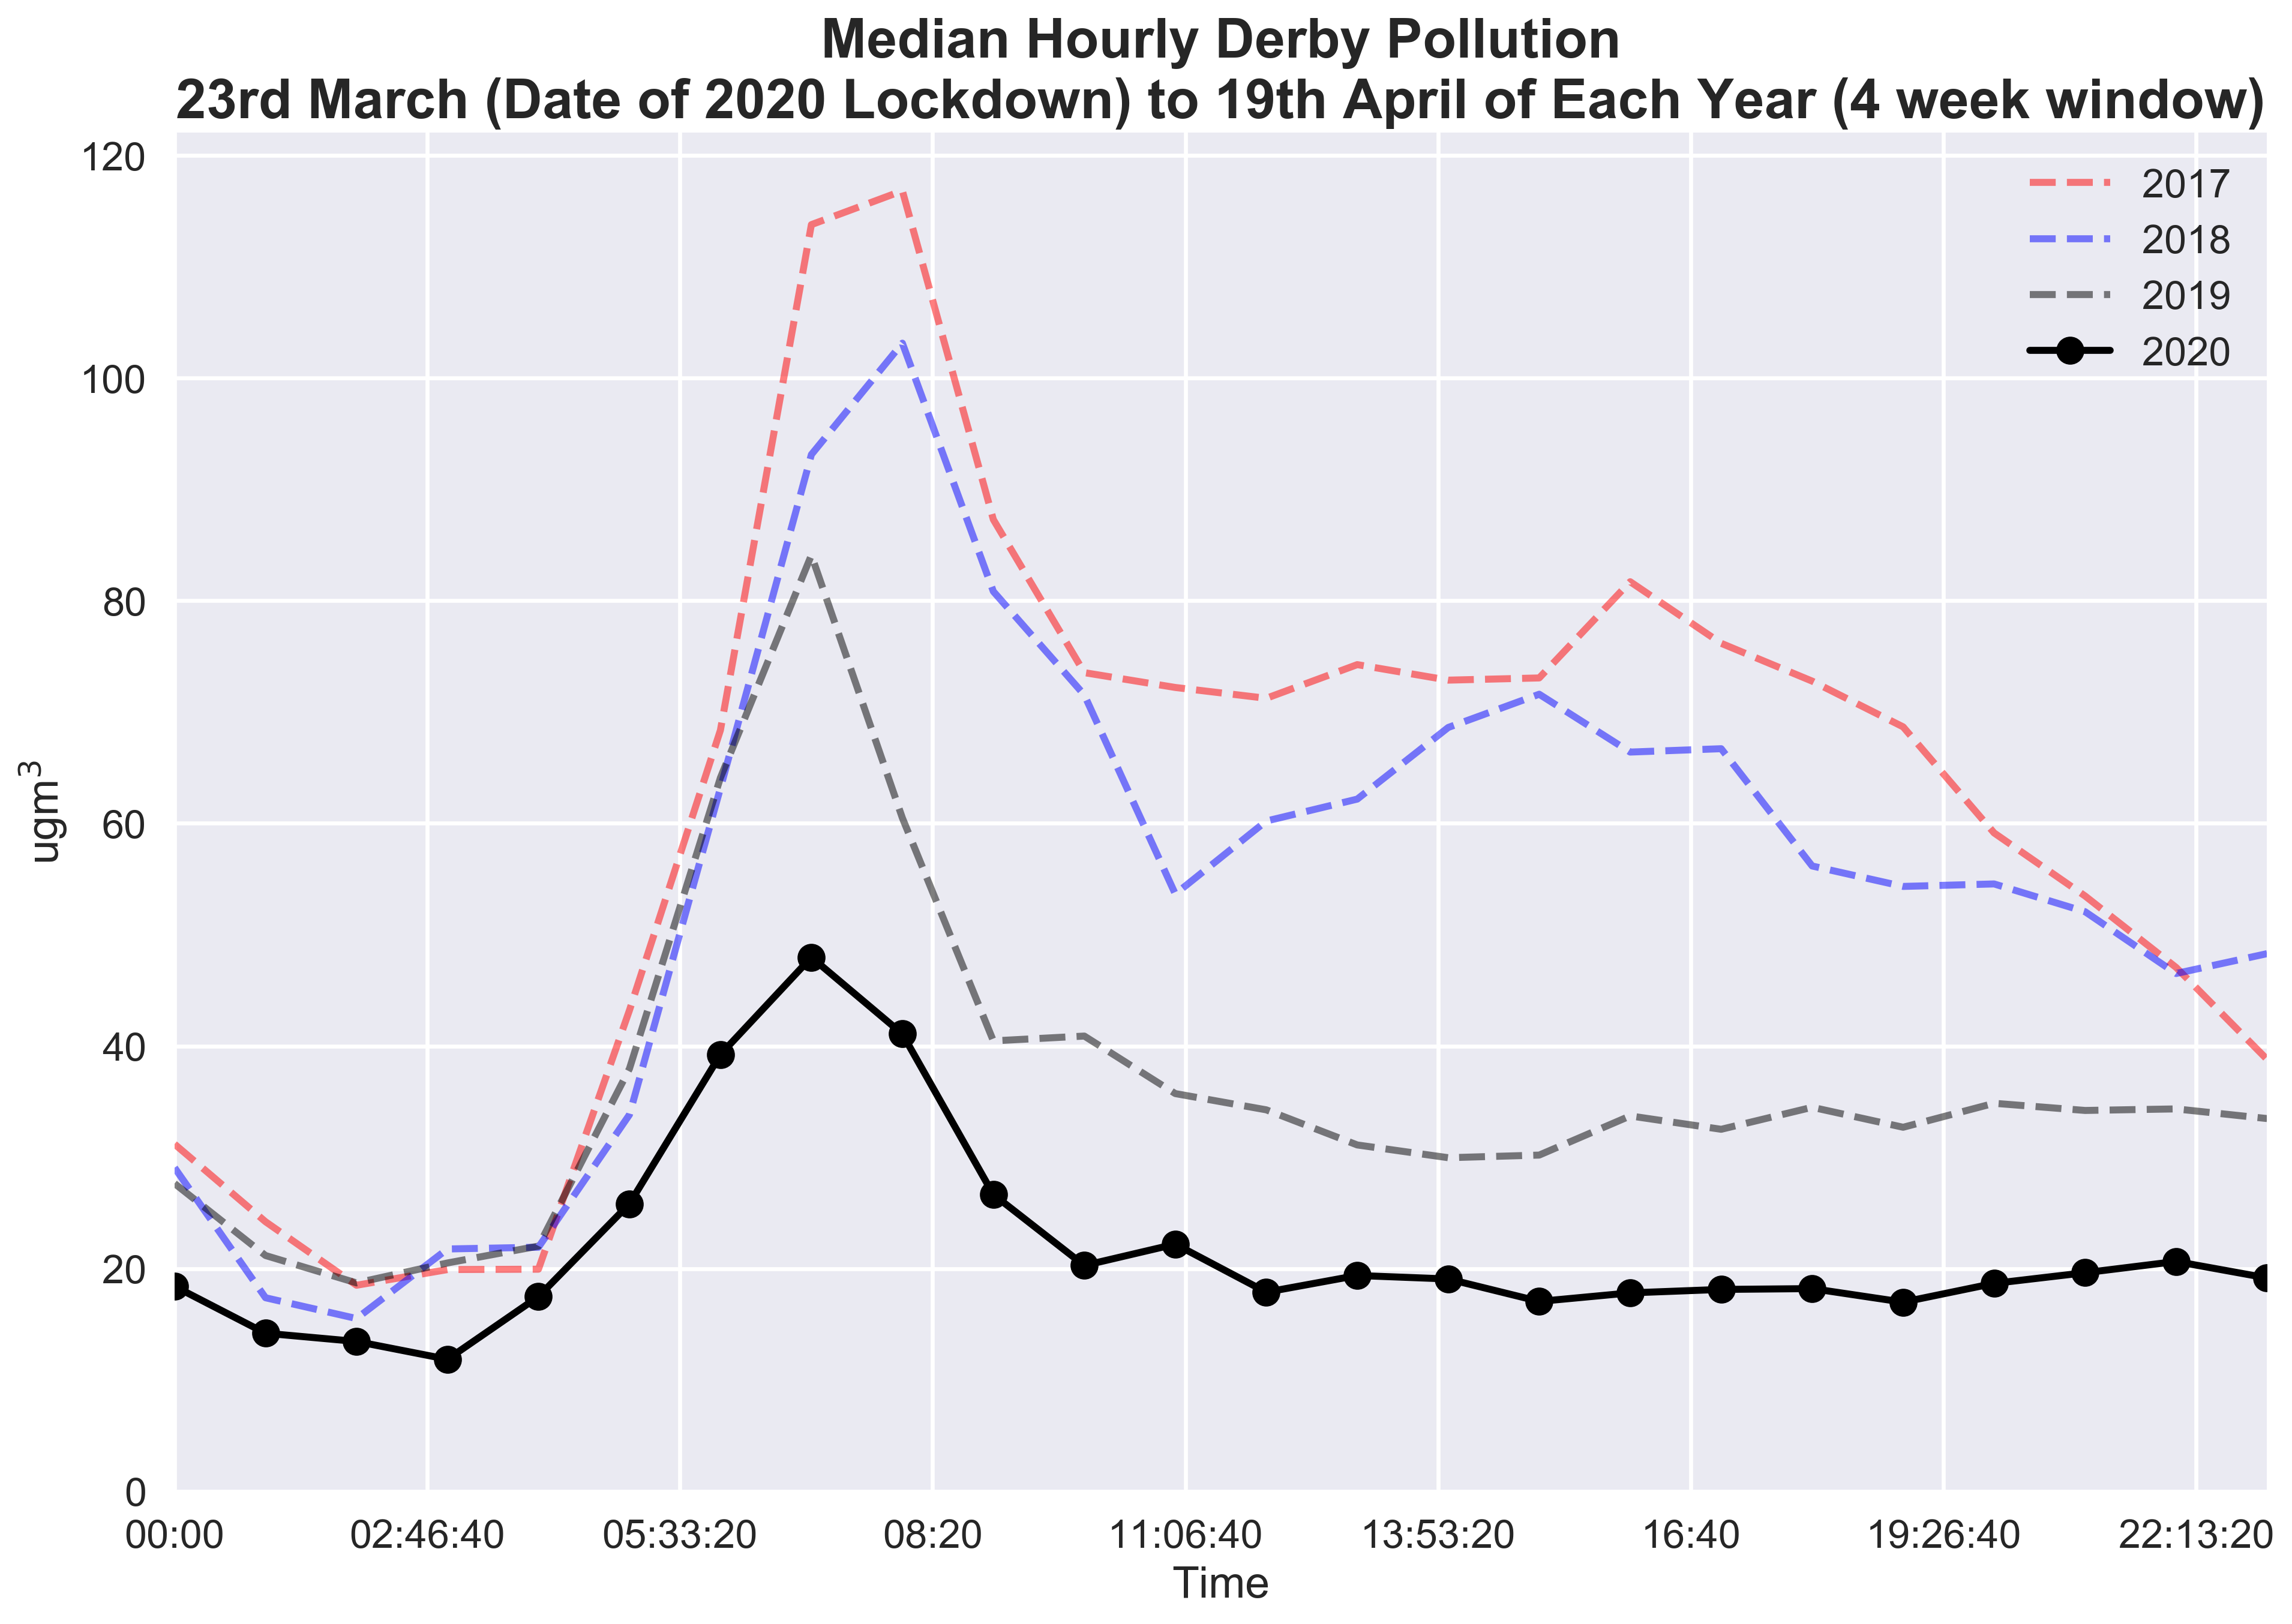 Median Hourly Derby Pollution
23rd March (Date of 2020 Lockdown) to 19th April of Each Year (4 week window)
120
100
80
60
40
20
0
ugm³
2017
2018
2019
2020
00:00 02:46:40 05:33:20 08:20 11:06:40 13:53:20 16:40 19:26:40 22:13:20
Time